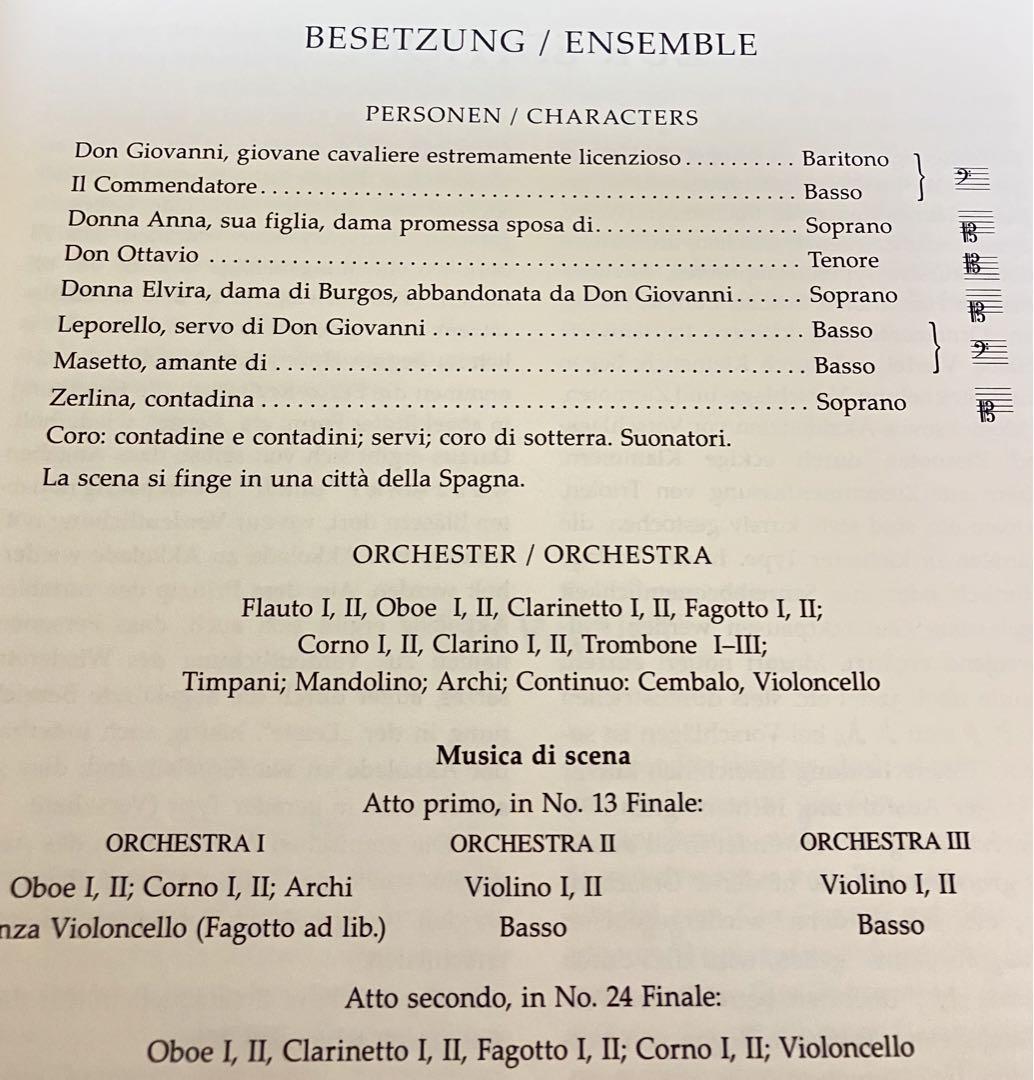 BESETZUNG / ENSEMBLE
PERSONEN / CHARACTERS
Don Giovanni, giovane cavaliere estremamente licenzioso .......... Baritono
Il Commendatore ........................................................ Basso
Donna Anna, sua figlia, dama promessa sposa di .................. Soprano
Don Ottavio ............................................................ Tenore
Donna Elvira, dama di Burgos, abbandonata da Don Giovanni ...... Soprano
Leporello, servo di Don Giovanni ................................... Basso
Masetto, amante di .................................................... Basso
Zerlina, contadina ..................................................... Soprano
Coro: contadine e contadini; servi; coro di sotterra. Suonatori.
La scena si finge in una città della Spagna.
ORCHESTER / ORCHESTRA
Flauto I, II, Oboe I, II, Clarinetto I, II, Fagotto I, II;
Corno I, II, Clarino I, II, Trombone I–III;
Timpani; Mandolino; Archi; Continuo: Cembalo, Violoncello
Musica di scena
Atto primo, in No. 13 Finale:
ORCHESTRA I ORCHESTRA II ORCHESTRA III
Oboe I, II; Corno I, II; Archi Violino I, II Violino I, II
nza Violoncello (Fagotto ad lib.) Basso Basso
Atto secondo, in No. 24 Finale:
Oboe I, II, Clarinetto I, II, Fagotto I, II; Corno I, II; Violoncello